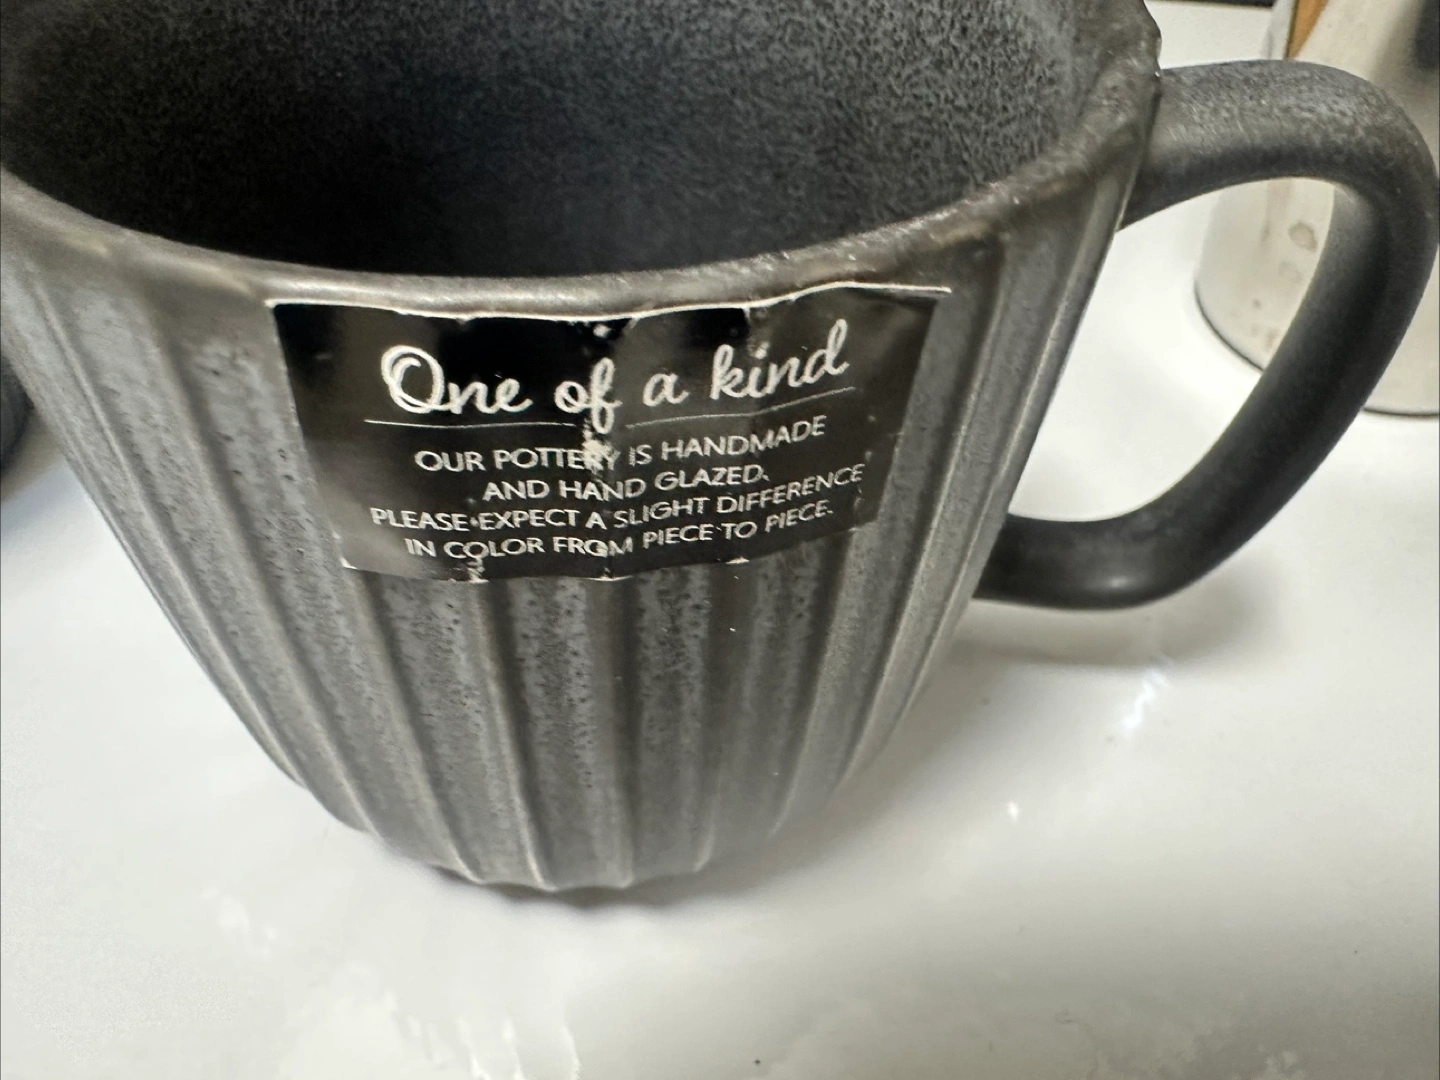 One of a kind
OUR POTTERY IS HANDMADE
AND HAND GLAZED.
PLEASE EXPECT A SLIGHT DIFFERENCE
IN COLOR FROM PIECE TO PIECE.